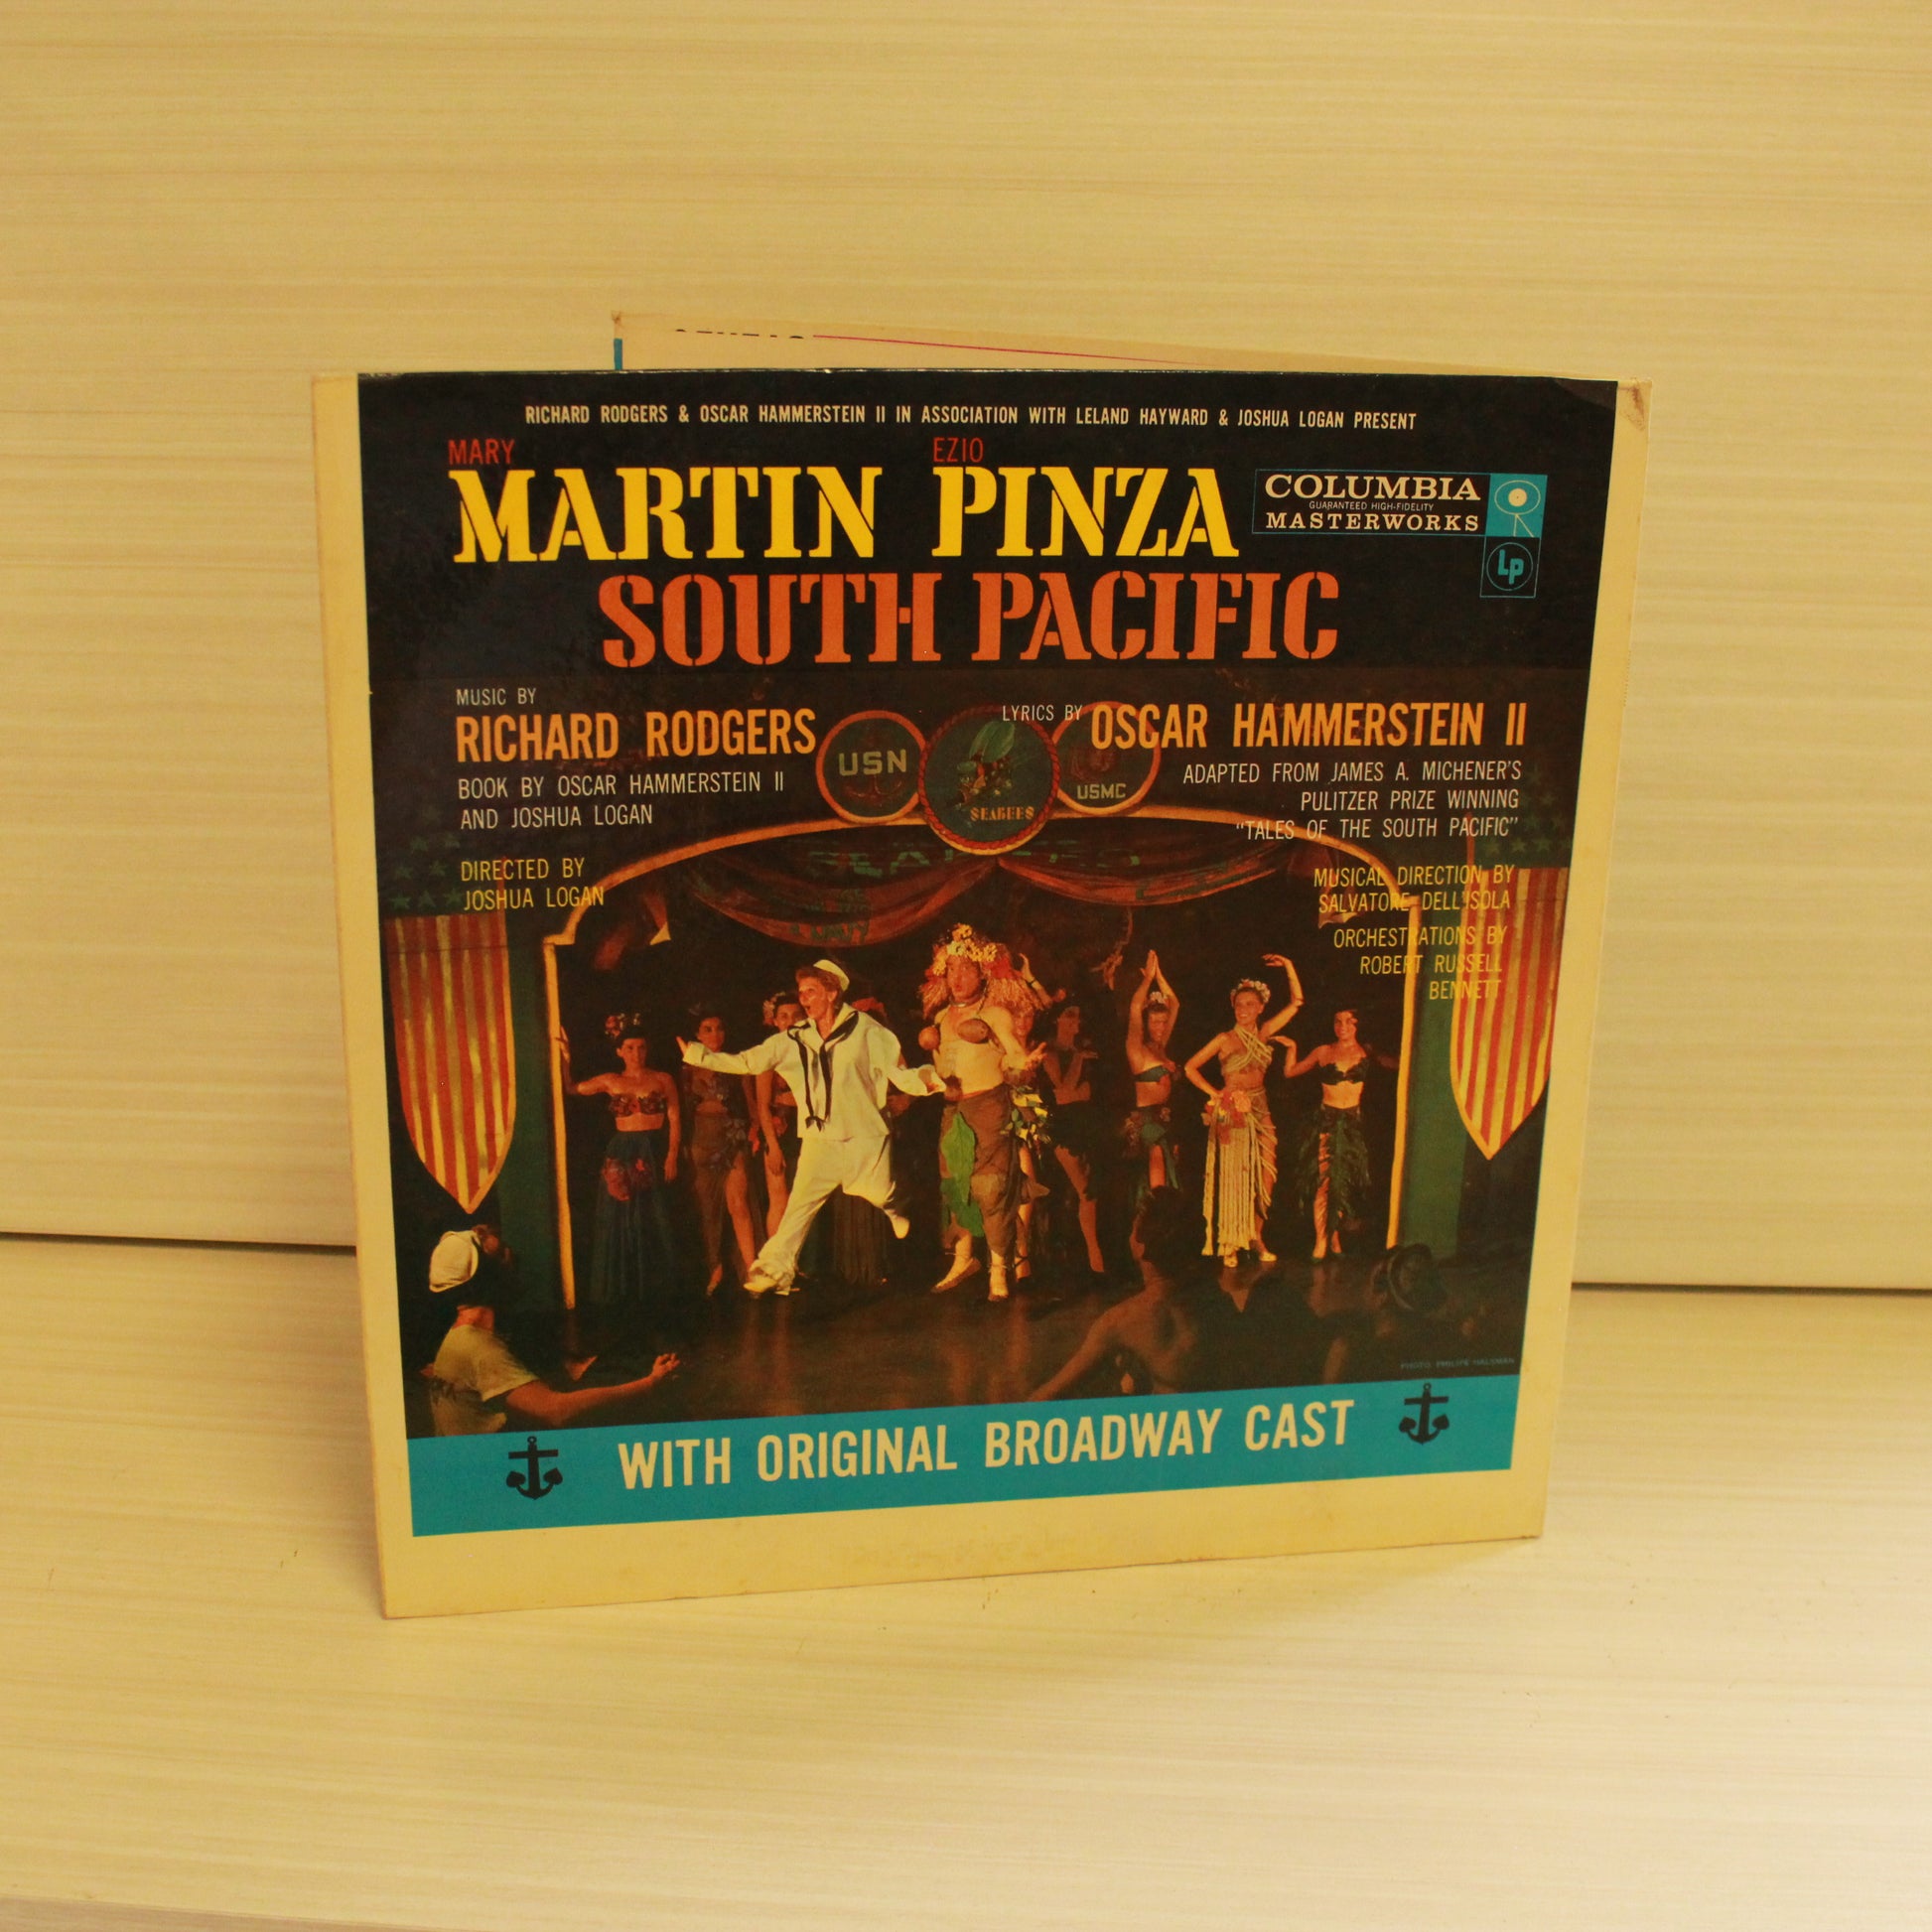 RICHARD RODGERS & OSCAR HAMMERSTEIN II IN ASSOCIATION WITH LELAND HAYWARD & JOSHUA LOGAN PRESENT
MARY EZIO
MARTIN PINZA
COLUMBIA
GUARANTEED HIGH-FIDELITY
MASTERWORKS
Lp
SOUTH PACIFIC
MUSIC BY
RICHARD RODGERS
BOOK BY OSCAR HAMMERSTEIN II
AND JOSHUA LOGAN
DIRECTED BY
JOSHUA LOGAN
USN
SEABEES
USMC
LYRICS BY OSCAR HAMMERSTEIN II
ADAPTED FROM JAMES A. MICHENER'S
PULITZER PRIZE WINNING
"TALES OF THE SOUTH PACIFIC"
MUSICAL DIRECTION BY
SALVATORE DELL'ISOLA
ORCHESTRATIONS BY
ROBERT RUSSELL
BENNETT
PHOTO: PHILIPPE HALSMAN
WITH ORIGINAL BROADWAY CAST